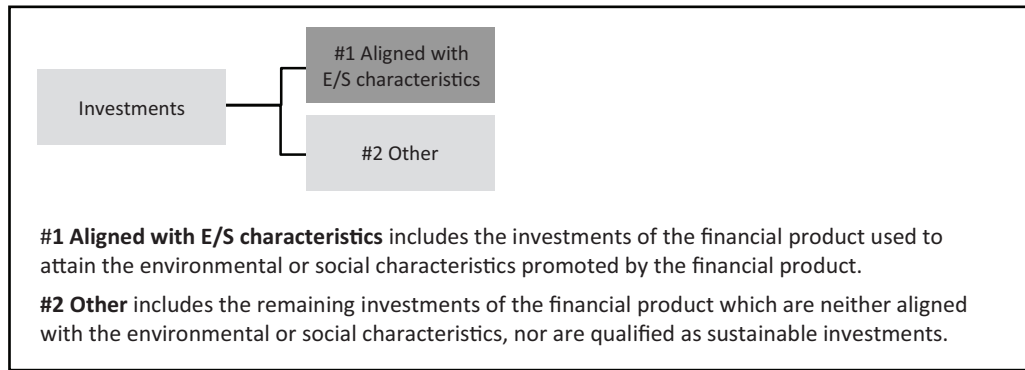 #1 Aligned with
E/S characteristics
Investments
#2 Other
#1 Aligned with E/S characteristics includes the investments of the financial product used to
attain the environmental or social characteristics promoted by the financial product.
#2 Other includes the remaining investments of the financial product which are neither aligned
with the environmental or social characteristics, nor are qualified as sustainable investments.